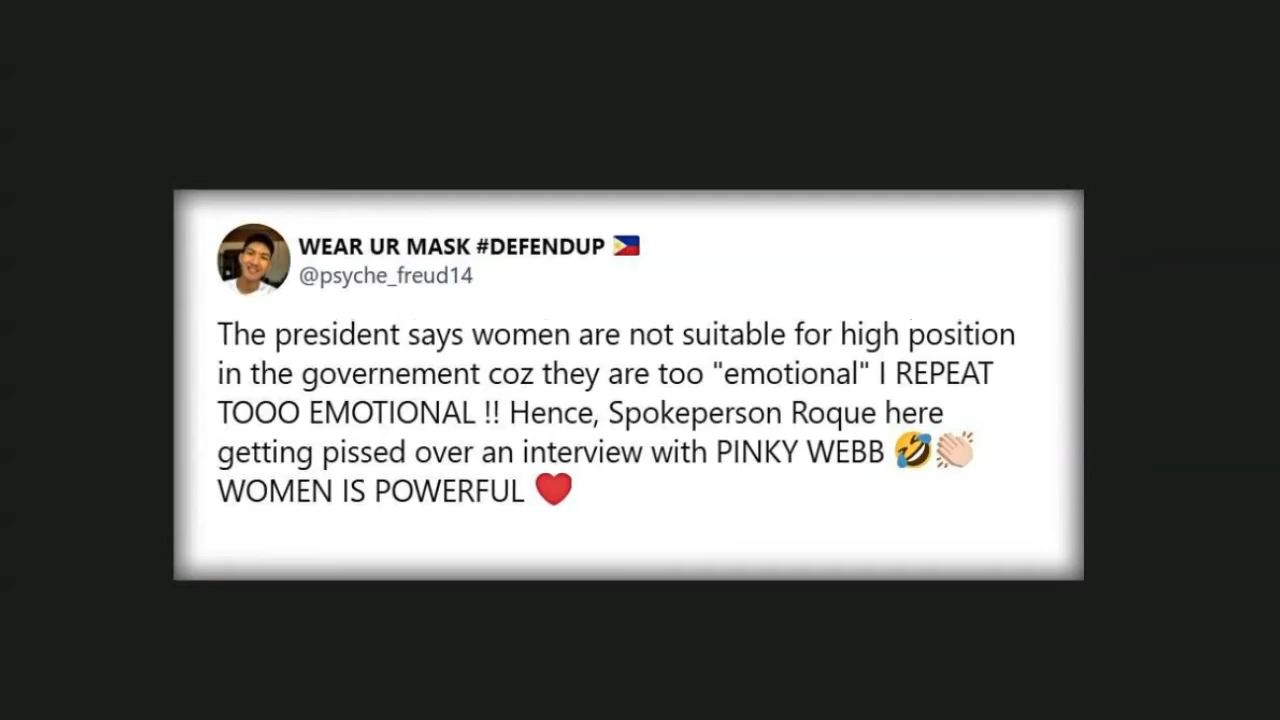 WEAR UR MASK #DEFENDUP 🇵🇭
@psyche_freud14
The president says women are not suitable for high position
in the governement coz they are too "emotional" I REPEAT
TOOO EMOTIONAL !! Hence, Spokeperson Roque here
getting pissed over an interview with PINKY WEBB 🤣👏🏻
WOMEN IS POWERFUL ❤️